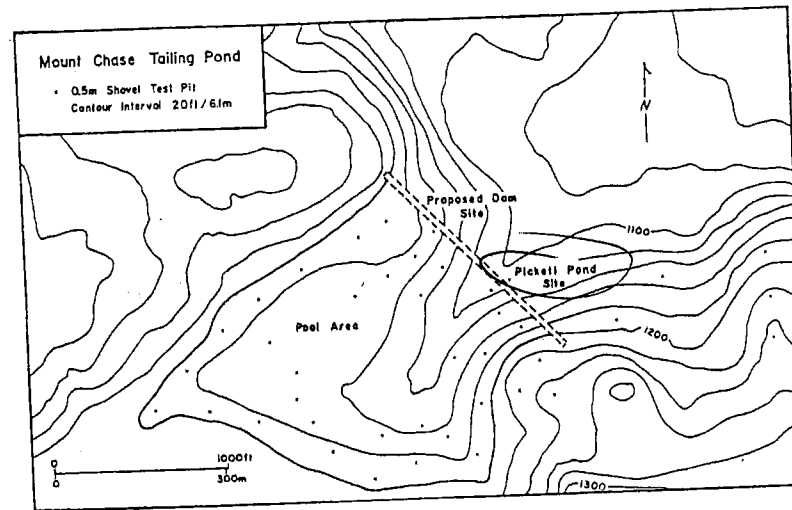 Mount Chase Tailing Pond
• 0.5m Shovel Test Pit
Contour Interval 20ft/6.1m
N
Proposed Dam
Site
1100
Pickett Pond
Site
Pool Area
1200
0 1000ft
0 300m
1300